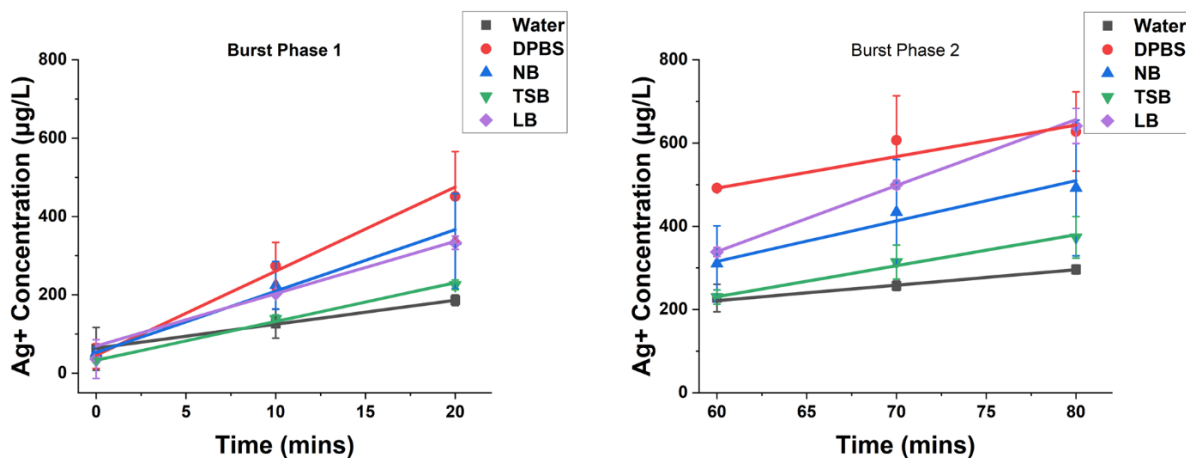 Burst Phase 1
Water
DPBS
NB
TSB
LB
Ag+ Concentration (µg/L)
800
600
400
200
0
0
5
10
15
20
Time (mins)
Burst Phase 2
Water
DPBS
NB
TSB
LB
Ag+ Concentration (µg/L)
800
600
400
200
0
60
65
70
75
80
Time (mins)